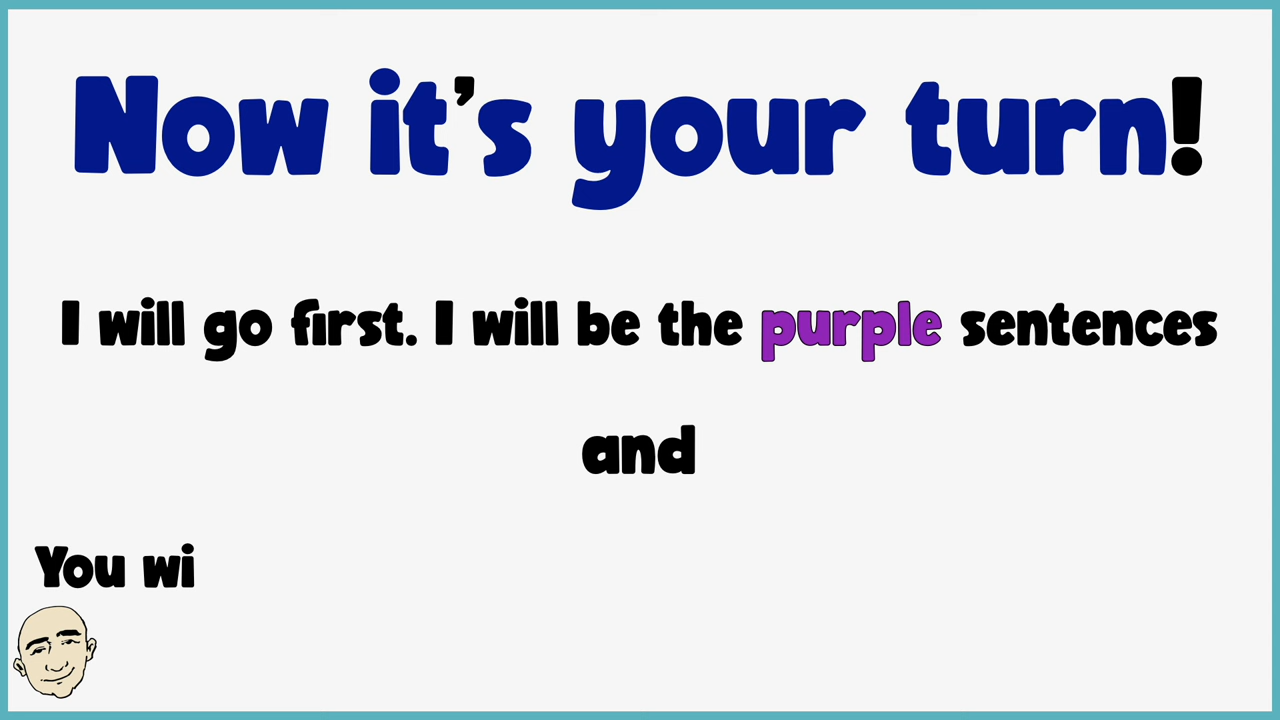 Now it's your turn!
I will go first. I will be the purple sentences
and
You wi